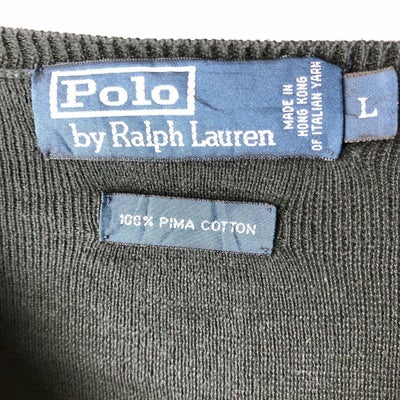 Polo
by Ralph Lauren
MADE IN
HONG KONG
OF ITALIAN YARN
L
100% PIMA COTTON